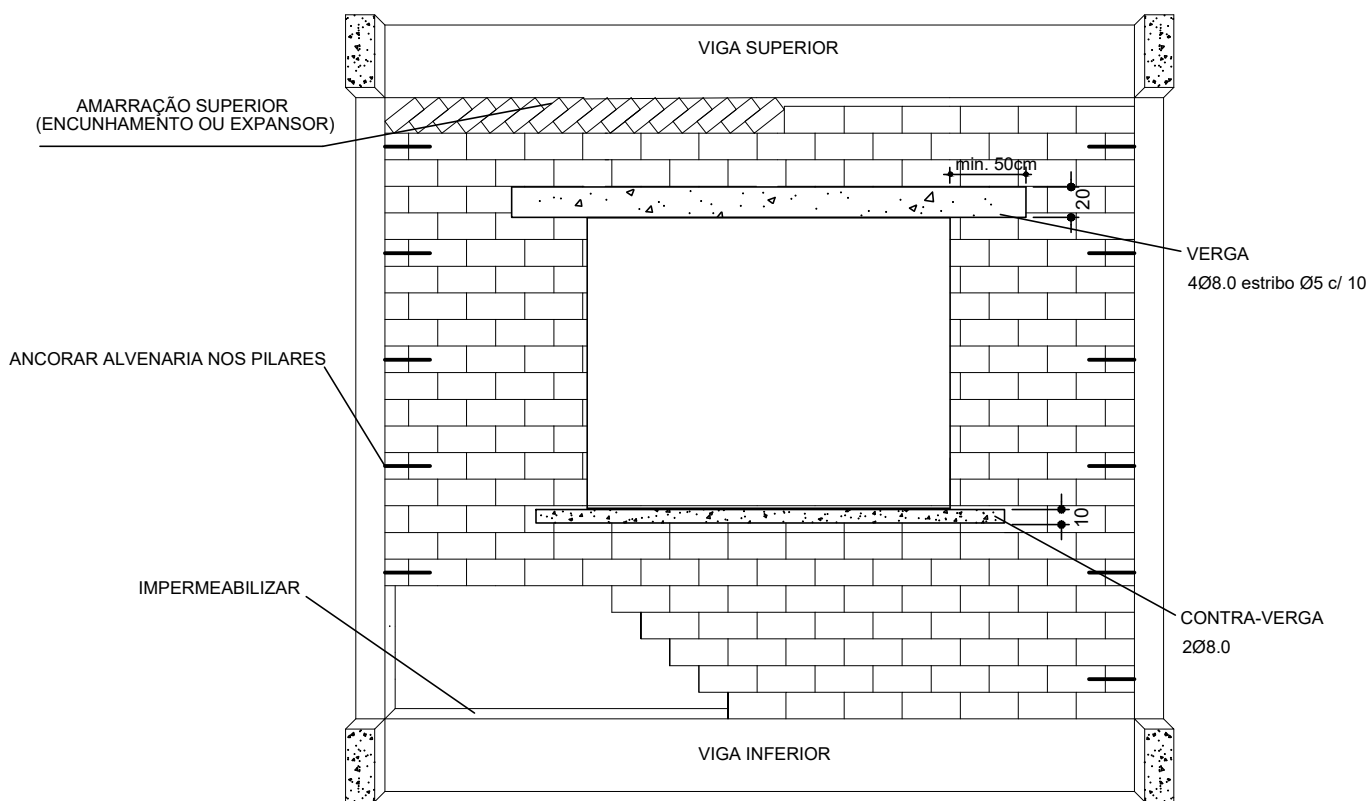 VIGA SUPERIOR
AMARRAÇÃO SUPERIOR
(ENCUNHAMENTO OU EXPANSOR)
min. 50cm
20
VERGA
4Ø8.0 estribo Ø5 c/ 10
ANCORAR ALVENARIA NOS PILARES
10
IMPERMEABILIZAR
CONTRA-VERGA
2Ø8.0
VIGA INFERIOR